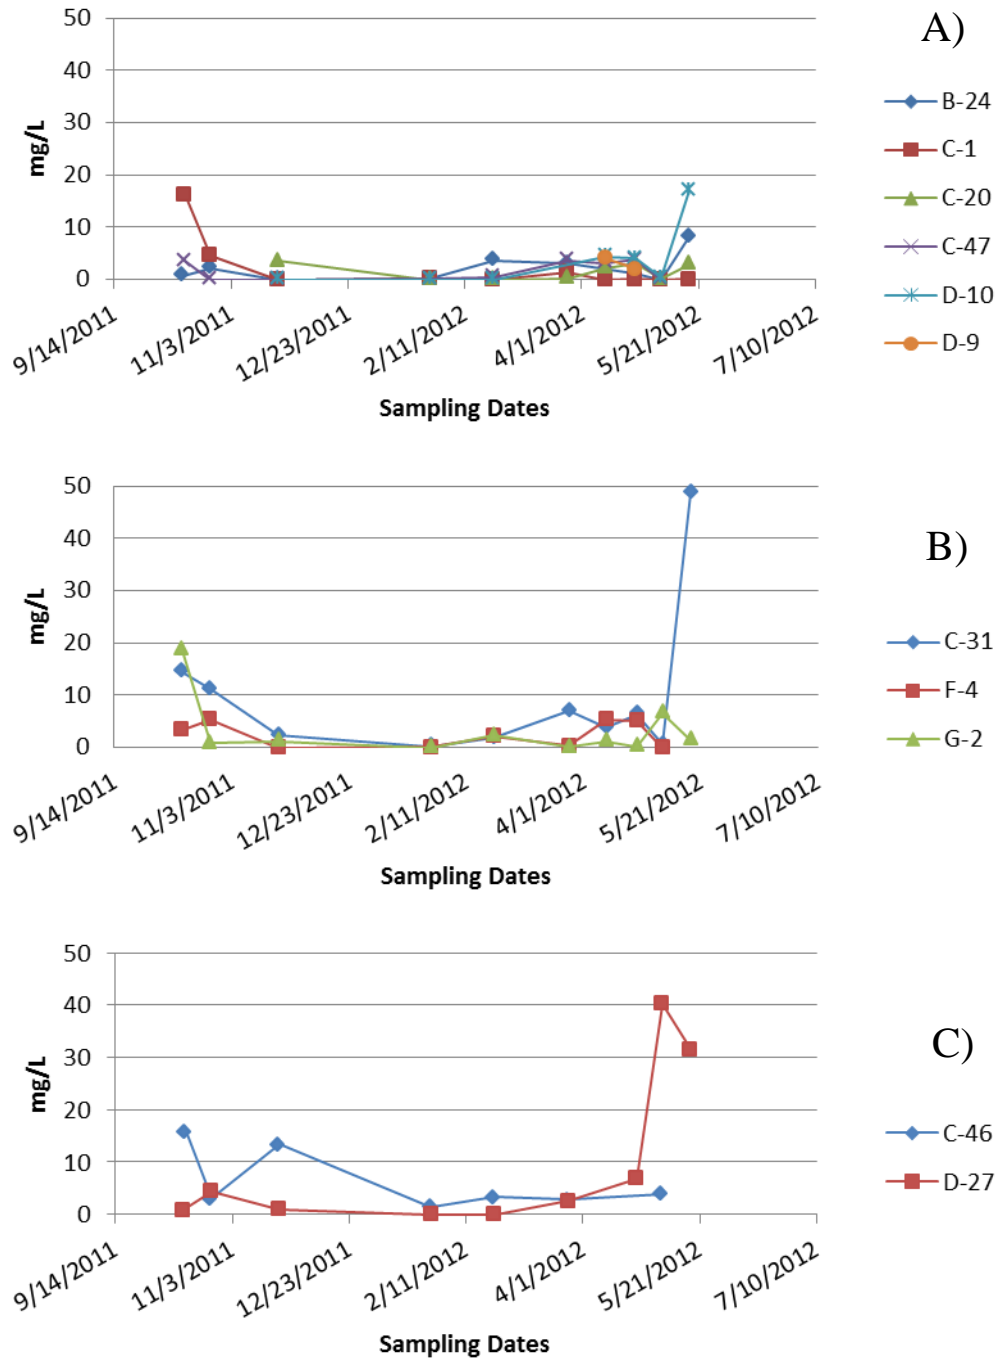 A)
50
40
30
20
10
0
mg/L
9/14/2011
11/3/2011
12/23/2011
2/11/2012
4/1/2012
5/21/2012
7/10/2012
Sampling Dates
B-24
C-1
C-20
C-47
D-10
D-9
B)
50
40
30
20
10
0
mg/L
9/14/2011
11/3/2011
12/23/2011
2/11/2012
4/1/2012
5/21/2012
7/10/2012
Sampling Dates
C-31
F-4
G-2
C)
50
40
30
20
10
0
mg/L
9/14/2011
11/3/2011
12/23/2011
2/11/2012
4/1/2012
5/21/2012
7/10/2012
Sampling Dates
C-46
D-27